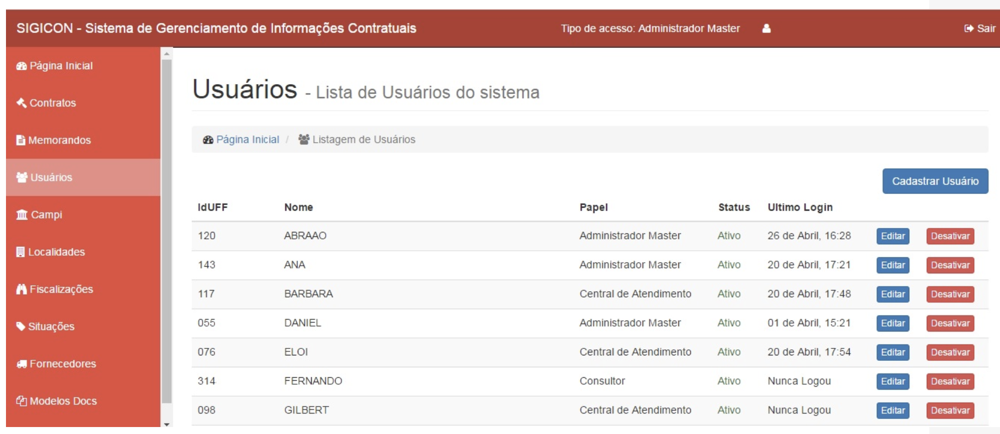 SIGICON - Sistema de Gerenciamento de Informações Contratuais Tipo de acesso: Administrador Master Sair
Página Inicial
Contratos
Memorandos
Usuários
Campi
Localidades
Fiscalizações
Situações
Fornecedores
Modelos Docs
Usuários - Lista de Usuários do sistema
Página Inicial / Listagem de Usuários
Cadastrar Usuário
IdUFF Nome Papel Status Ultimo Login
120 ABRAAO Administrador Master Ativo 26 de Abril, 16:28 Editar Desativar
143 ANA Administrador Master Ativo 20 de Abril, 17:21 Editar Desativar
117 BARBARA Central de Atendimento Ativo 20 de Abril, 17:48 Editar Desativar
055 DANIEL Administrador Master Ativo 01 de Abril, 15:21 Editar Desativar
076 ELOI Central de Atendimento Ativo 20 de Abril, 17:54 Editar Desativar
314 FERNANDO Consultor Ativo Nunca Logou Editar Desativar
098 GILBERT Central de Atendimento Ativo Nunca Logou Editar Desativar